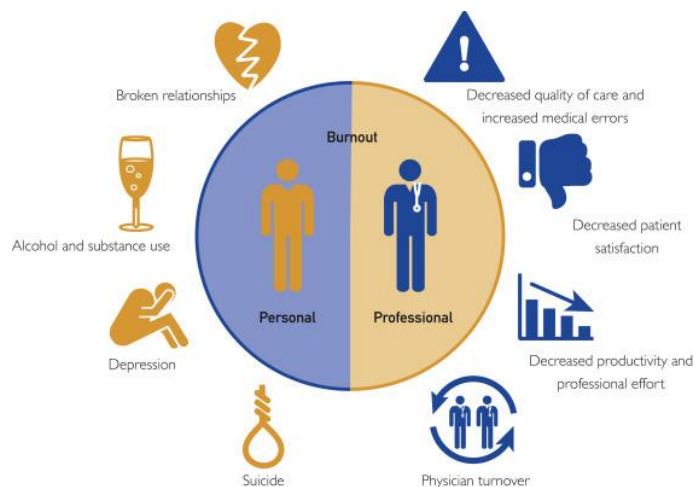 Broken relationships
Decreased quality of care and
increased medical errors
Burnout
Alcohol and substance use
Decreased patient
satisfaction
Personal
Professional
Depression
Decreased productivity and
professional effort
Suicide
Physician turnover